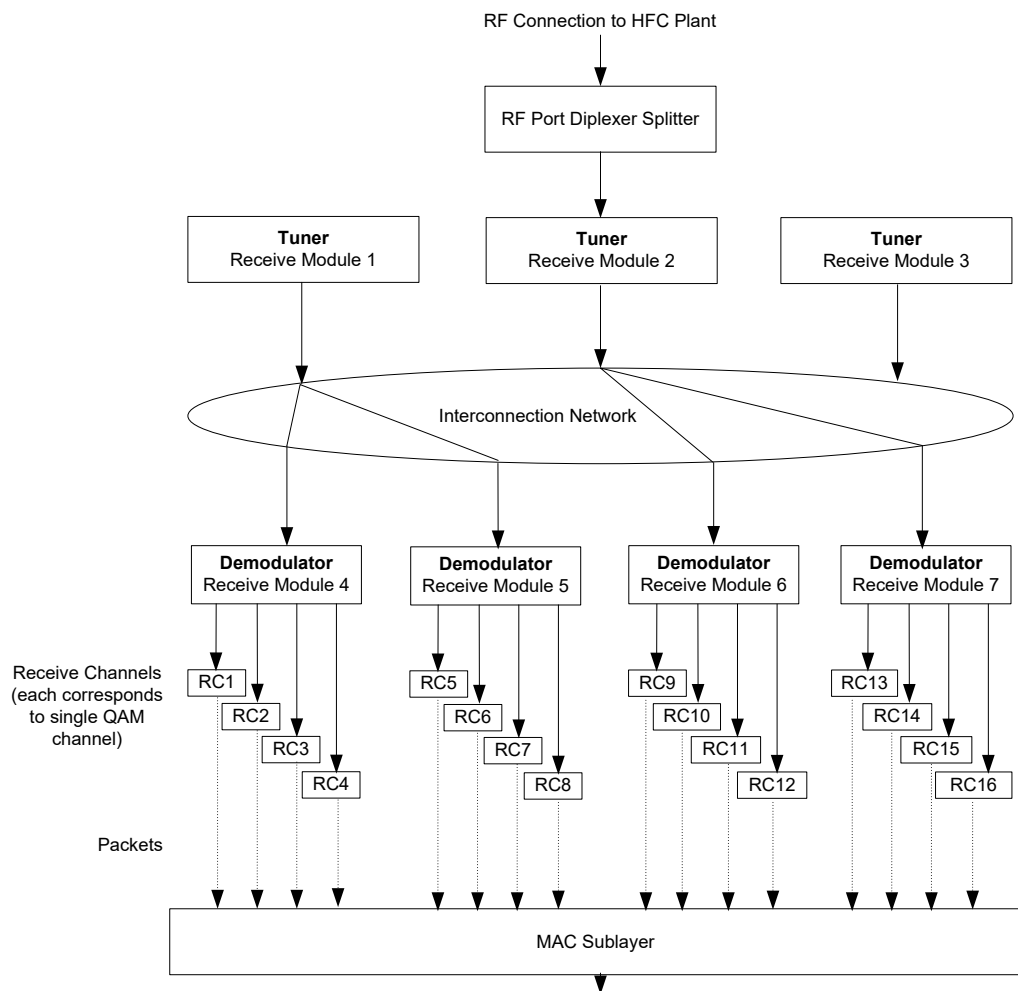 RF Connection to HFC Plant
RF Port Diplexer Splitter
Tuner
Receive Module 1
Tuner
Receive Module 2
Tuner
Receive Module 3
Interconnection Network
Demodulator
Receive Module 4
Demodulator
Receive Module 5
Demodulator
Receive Module 6
Demodulator
Receive Module 7
Receive Channels
(each corresponds
to single QAM
channel)
RC1
RC2
RC3
RC4
RC5
RC6
RC7
RC8
RC9
RC10
RC11
RC12
RC13
RC14
RC15
RC16
Packets
MAC Sublayer